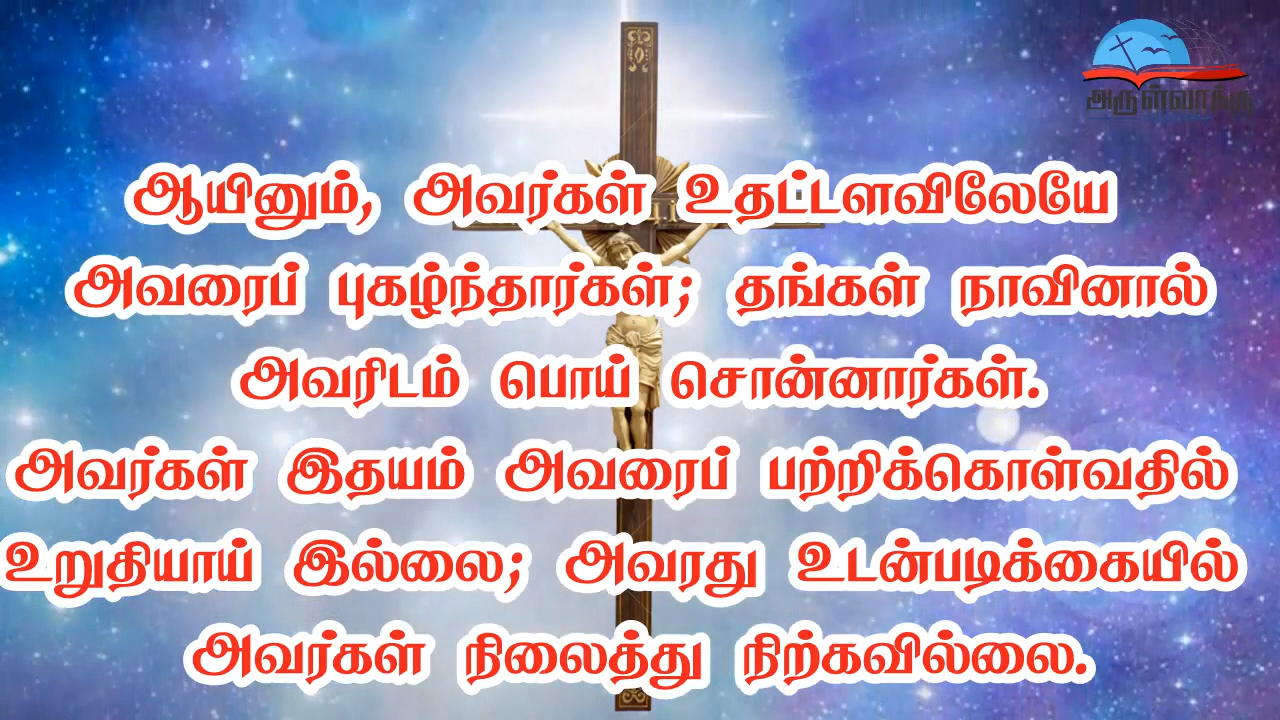 அருள்வாக்கு
ஆயினும், அவர்கள் உதட்டளவிலேயே
அவரைப் புகழ்ந்தார்கள்; தங்கள் நாவினால்
அவரிடம் பொய் சொன்னார்கள்.
அவர்கள் இதயம் அவரைப் பற்றிக்கொள்வதில்
உறுதியாய் இல்லை; அவரது உடன்படிக்கையில்
அவர்கள் நிலைத்து நிற்கவில்லை.